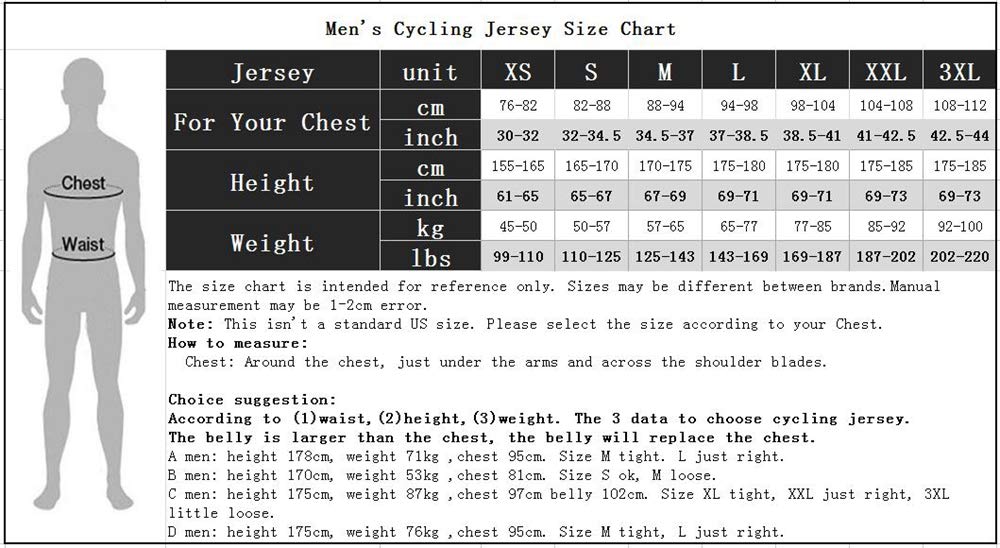 Men's Cycling Jersey Size Chart
Jersey unit XS S M L XL XXL 3XL
For Your Chest cm 76-82 82-88 88-94 94-98 98-104 104-108 108-112
inch 30-32 32-34.5 34.5-37 37-38.5 38.5-41 41-42.5 42.5-44
Height cm 155-165 165-170 170-175 175-180 175-180 175-185 175-185
inch 61-65 65-67 67-69 69-71 69-71 69-73 69-73
Weight kg 45-50 50-57 57-65 65-77 77-85 85-92 92-100
lbs 99-110 110-125 125-143 143-169 169-187 187-202 202-220
Chest
Waist
The size chart is intended for reference only. Sizes may be different between brands.Manual
measurement may be 1-2cm error.
Note: This isn't a standard US size. Please select the size according to your Chest.
How to measure:
Chest: Around the chest, just under the arms and across the shoulder blades.
Choice suggestion:
According to (1)waist,(2)height,(3)weight. The 3 data to choose cycling jersey.
The belly is larger than the chest, the belly will replace the chest.
A men: height 178cm, weight 71kg ,chest 95cm. Size M tight. L just right.
B men: height 170cm, weight 53kg ,chest 81cm. Size S ok, M loose.
C men: height 175cm, weight 87kg ,chest 97cm belly 102cm. Size XL tight, XXL just right, 3XL
little loose.
D men: height 175cm, weight 76kg ,chest 95cm. Size M tight, L just right.